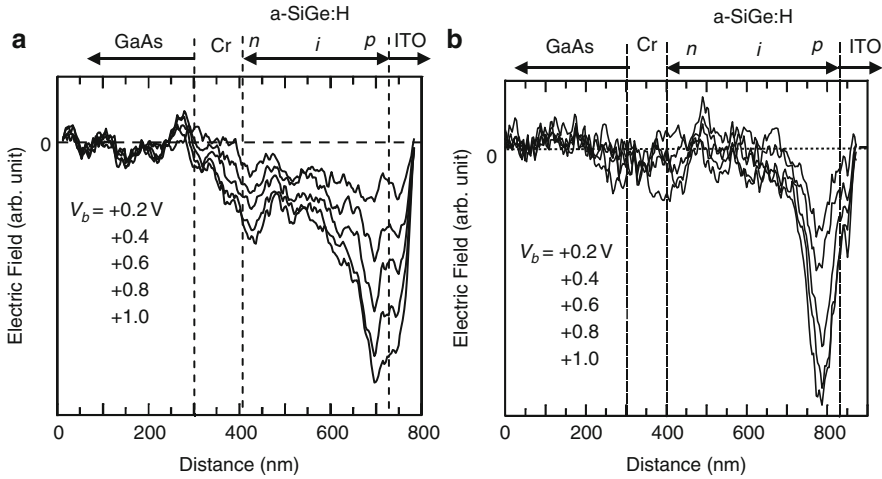 a
a-SiGe:H
GaAs Cr n i p ITO
0
Electric Field (arb. unit)
V_b = +0.2 V
+0.4
+0.6
+0.8
+1.0
0 200 400 600 800
Distance (nm)
b
a-SiGe:H
GaAs Cr n i p ITO
0
Electric Field (arb. unit)
V_b = +0.2 V
+0.4
+0.6
+0.8
+1.0
0 200 400 600 800
Distance (nm)